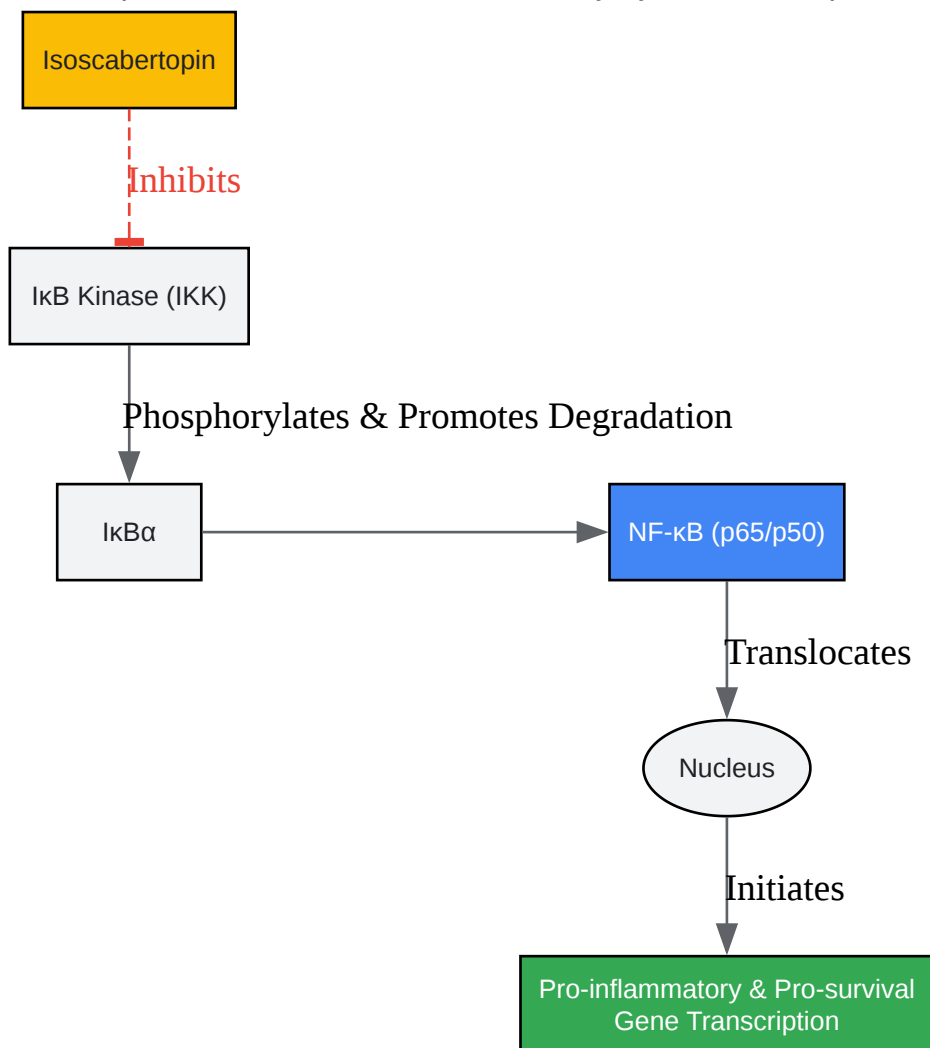 Isoscabertopin
Inhibits
IκB Kinase (IKK)
Phosphorylates & Promotes Degradation
IκBα
NF-κB (p65/p50)
Translocates
Nucleus
Initiates
Pro-inflammatory & Pro-survival
Gene Transcription